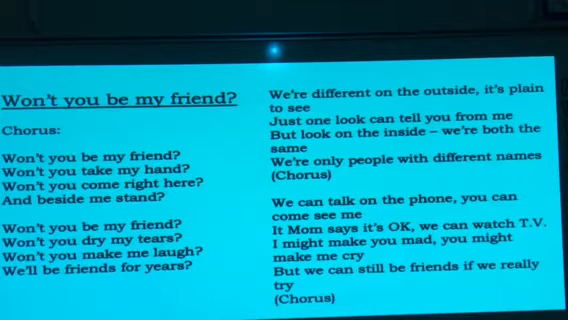 Won't you be my friend?
Chorus:
Won't you be my friend?
Won't you take my hand?
Won't you come right here?
And beside me stand?
Won't you be my friend?
Won't you dry my tears?
Won't you make me laugh?
We'll be friends for years?
We're different on the outside, it's plain
to see
Just one look can tell you from me
But look on the inside – we're both the
same
We're only people with different names
(Chorus)
We can talk on the phone, you can
come see me
It Mom says it's OK, we can watch T.V.
I might make you mad, you might
make me cry
But we can still be friends if we really
try
(Chorus)